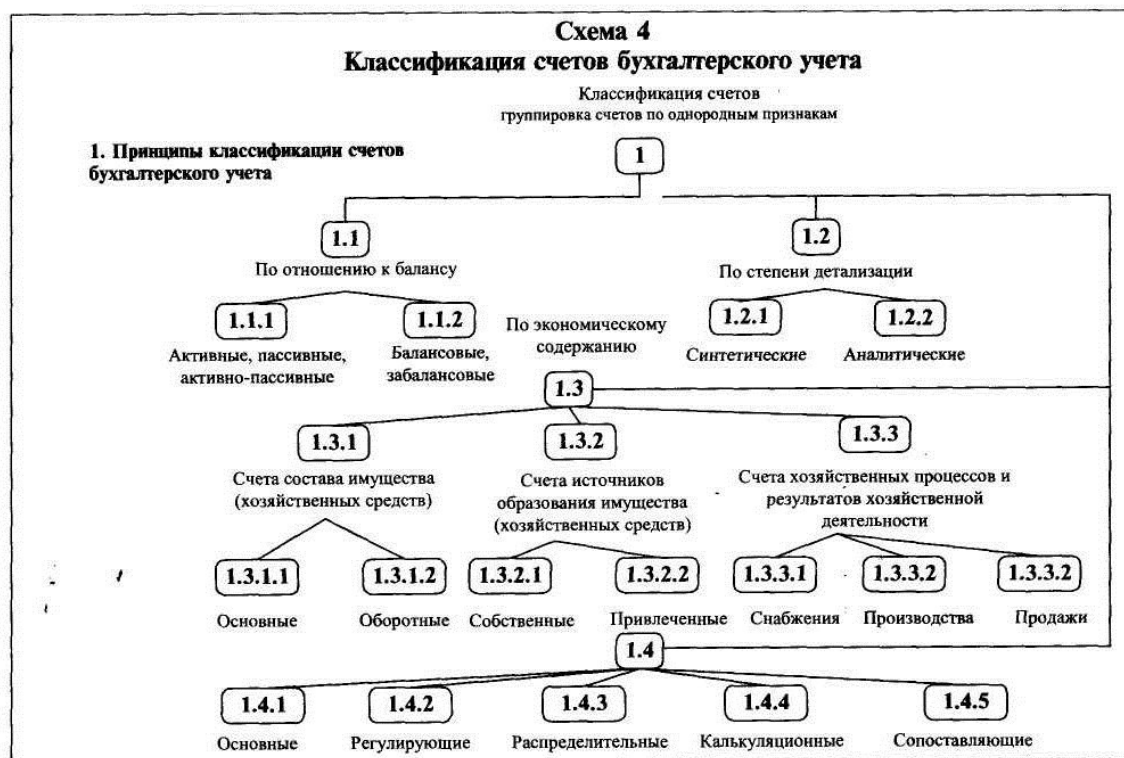 Схема 4
Классификация счетов бухгалтерского учета
Классификация счетов
группировка счетов по однородным признакам
1. Принципы классификации счетов
бухгалтерского учета
1
1.1
1.2
По отношению к балансу
По степени детализации
1.1.1
1.1.2
1.2.1
1.2.2
Активные, пассивные,
активно-пассивные
Балансовые,
забалансовые
По экономическому
содержанию
Синтетические
Аналитические
1.3
1.3.1
1.3.2
1.3.3
Счета состава имущества
(хозяйственных средств)
Счета источников
образования имущества
(хозяйственных средств)
Счета хозяйственных процессов и
результатов хозяйственной
деятельности
1.3.1.1
1.3.1.2
1.3.2.1
1.3.2.2
1.3.3.1
1.3.3.2
1.3.3.2
Основные
Оборотные
Собственные
Привлеченные
Снабжения
Производства
Продажи
1.4
1.4.1
1.4.2
1.4.3
1.4.4
1.4.5
Основные
Регулирующие
Распределительные
Калькуляционные
Сопоставляющие